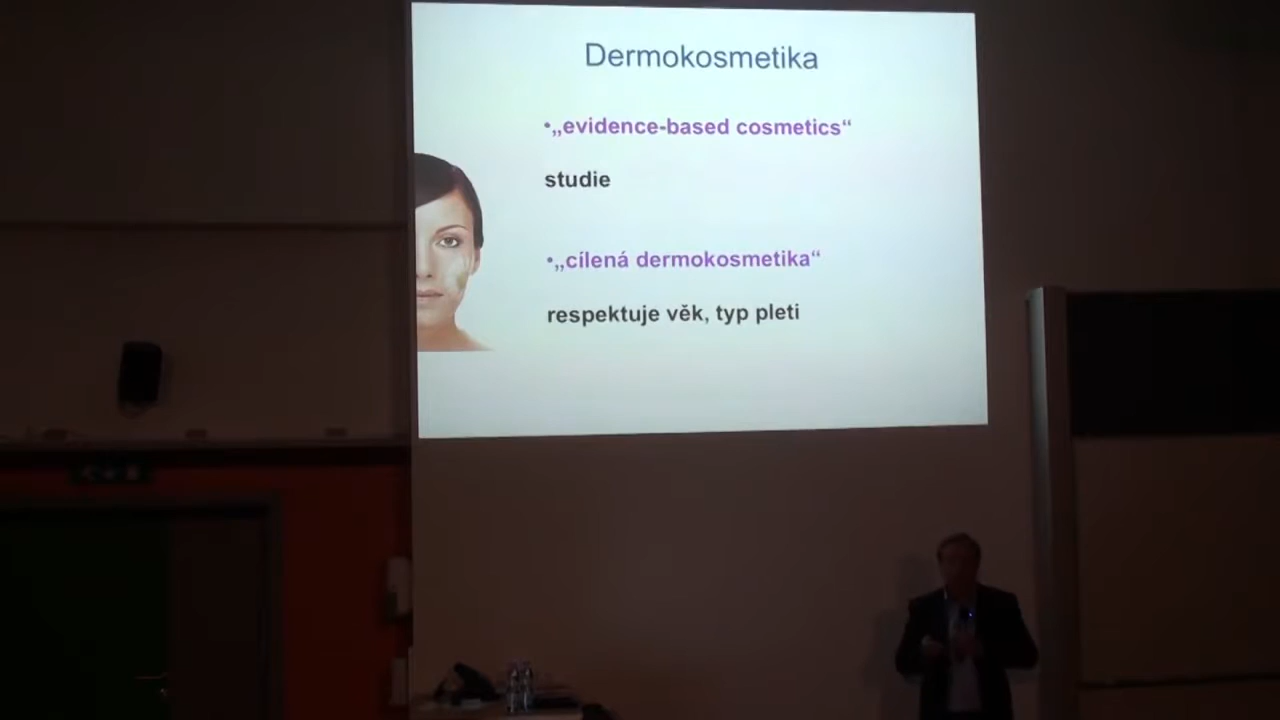 Dermokosmetika
•„evidence-based cosmetics“
studie
•„cílená dermokosmetika“
respektuje věk, typ pleti